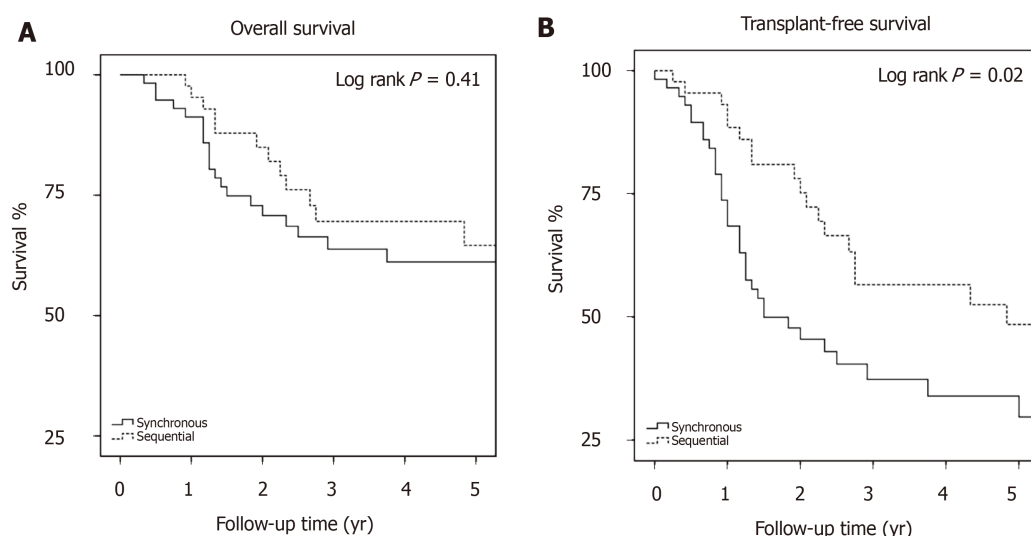 A
Overall survival
Log rank P = 0.41
100
75
50
25
Survival %
Synchronous
Sequential
0 1 2 3 4 5
Follow-up time (yr)
B
Transplant-free survival
Log rank P = 0.02
100
75
50
25
Survival %
Synchronous
Sequential
0 1 2 3 4 5
Follow-up time (yr)